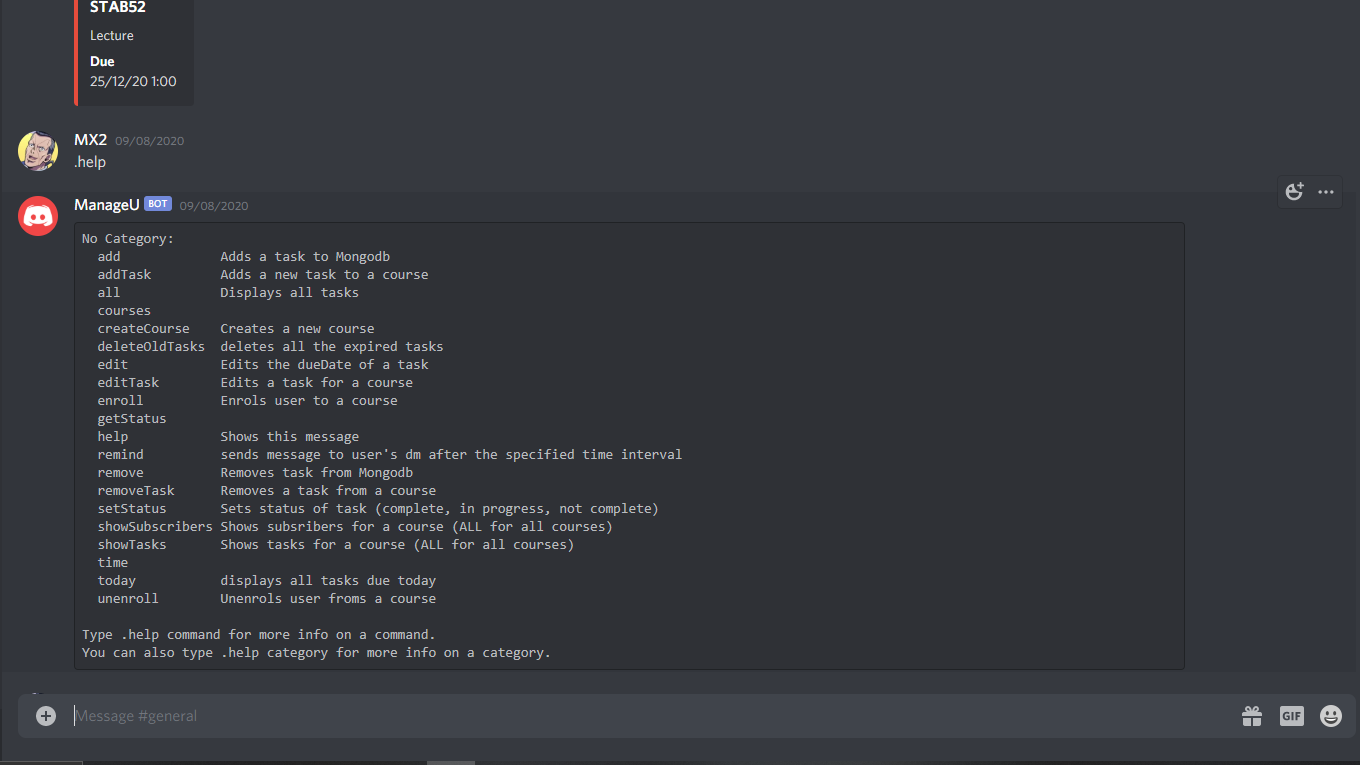 STAB52
Lecture
Due
25/12/20 1:00
MX2 09/08/2020
.help
ManageU BOT 09/08/2020
No Category:
add Adds a task to Mongodb
addTask Adds a new task to a course
all Displays all tasks
courses
createCourse Creates a new course
deleteOldTasks deletes all the expired tasks
edit Edits the dueDate of a task
editTask Edits a task for a course
enroll Enrols user to a course
getStatus
help Shows this message
remind sends message to user's dm after the specified time interval
remove Removes task from Mongodb
removeTask Removes a task from a course
setStatus Sets status of task (complete, in progress, not complete)
showSubscribers Shows subsribers for a course (ALL for all courses)
showTasks Shows tasks for a course (ALL for all courses)
time
today displays all tasks due today
unenroll Unenrols user froms a course
Type .help command for more info on a command.
You can also type .help category for more info on a category.
Message #general
GIF